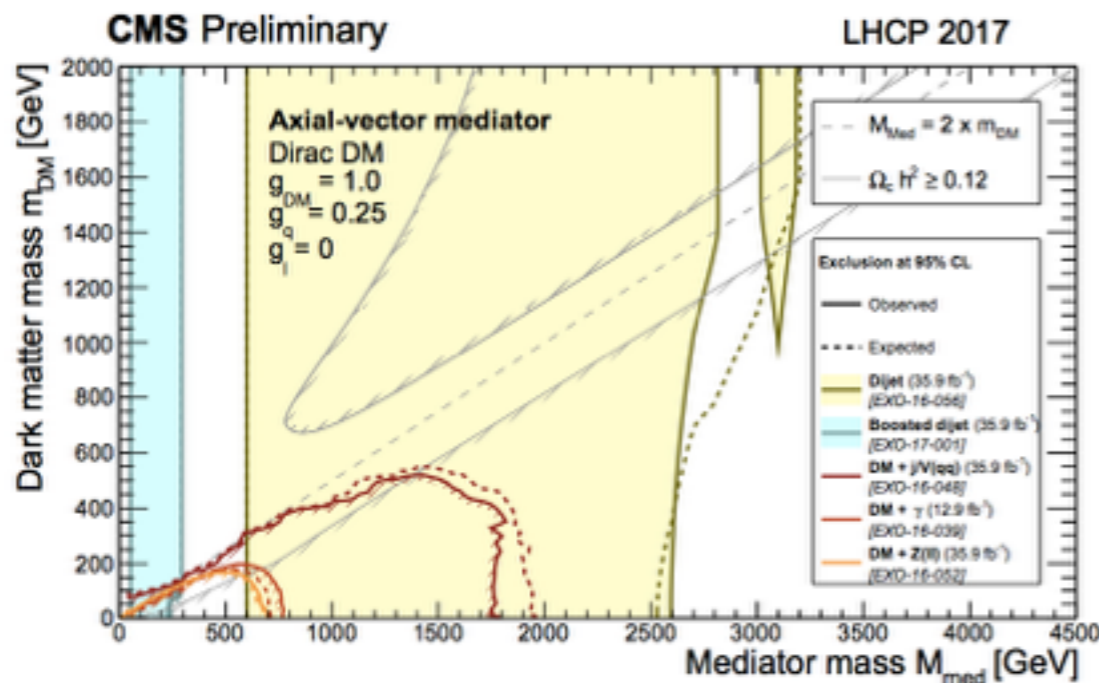 CMS Preliminary LHCP 2017
Dark matter mass m_DM [GeV]
2000
1800
1600
1400
1200
1000
800
600
400
200
0
Axial-vector mediator
Dirac DM
g_DM = 1.0
g_q = 0.25
g_l = 0
M_Med = 2 x m_DM
Ω_c h² ≥ 0.12
Exclusion at 95% CL
Observed
Expected
Dijet (35.9 fb⁻¹)
[EXO-16-056]
Boosted dijet (35.9 fb⁻¹)
[EXO-17-001]
DM + j/V(qq) (35.9 fb⁻¹)
[EXO-16-048]
DM + γ (12.9 fb⁻¹)
[EXO-16-039]
DM + Z(ll) (35.9 fb⁻¹)
[EXO-16-052]
0 500 1000 1500 2000 2500 3000 3500 4000 4500
Mediator mass M_med [GeV]